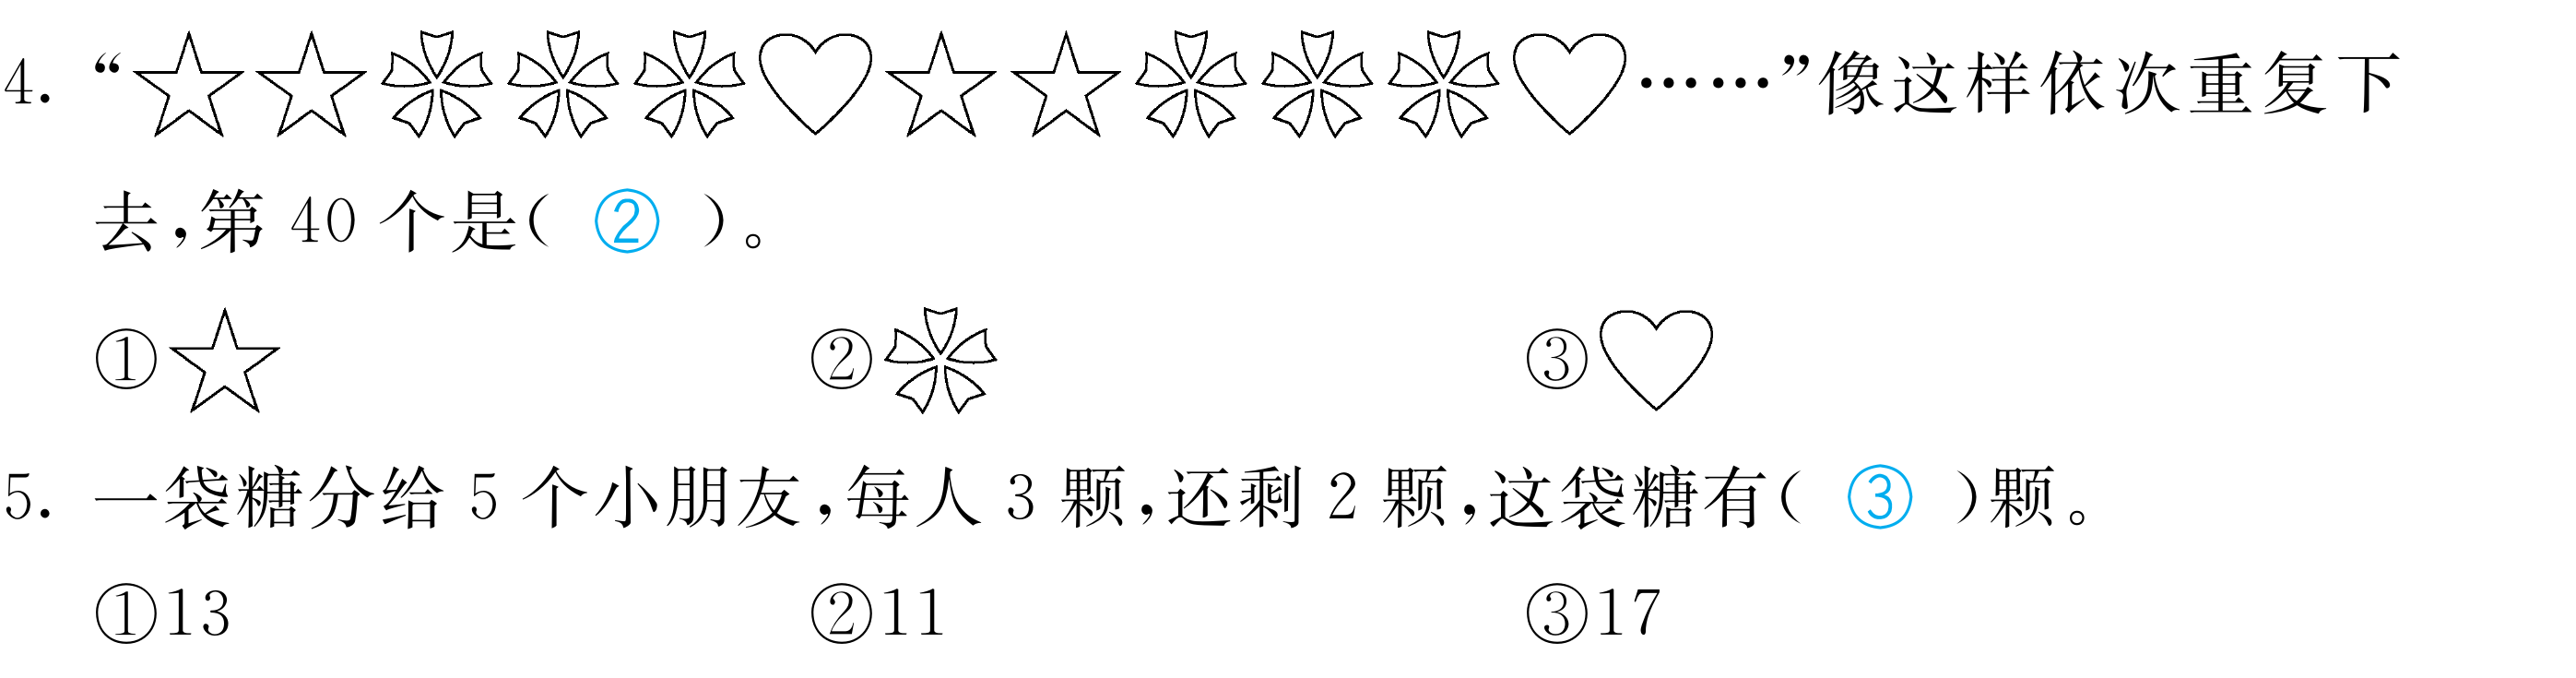 4. “☆☆✤✤✤♡☆☆✤✤✤♡……”像这样依次重复下
去,第 40 个是( ② )。
①☆ ②✤ ③♡
5. 一袋糖分给 5 个小朋友,每人 3 颗,还剩 2 颗,这袋糖有( ③ )颗。
①13 ②11 ③17